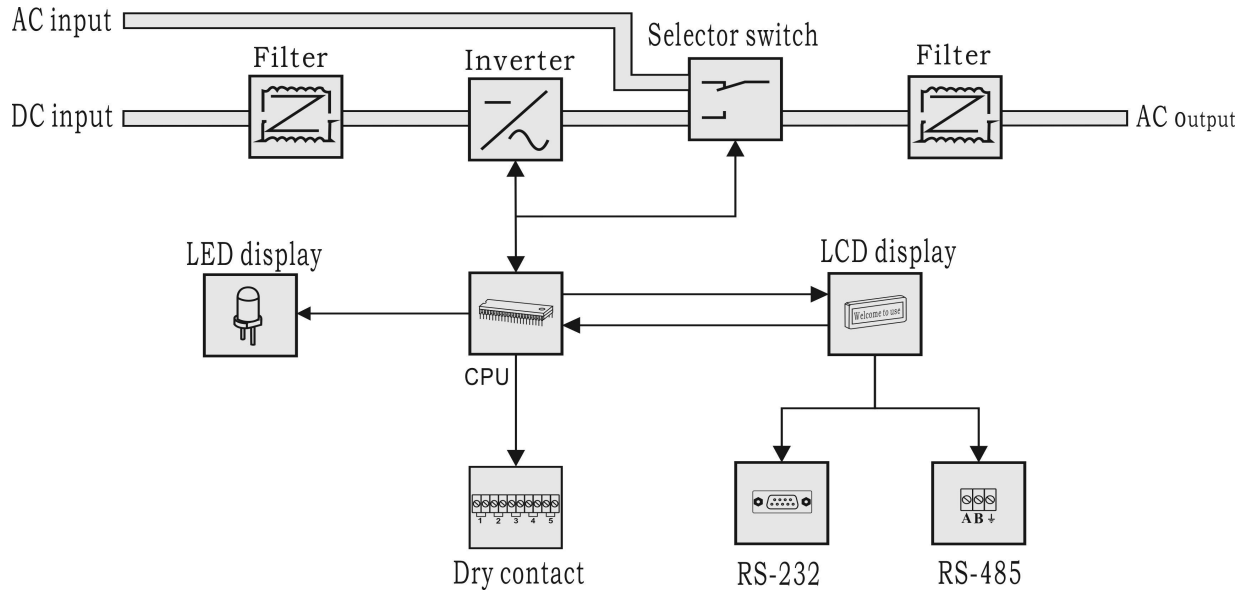 AC input
Selector switch
Filter
Inverter
Filter
DC input
AC Output
LED display
LCD display
Welcome to use
CPU
1 2 3 4 5
A B
Dry contact
RS-232
RS-485